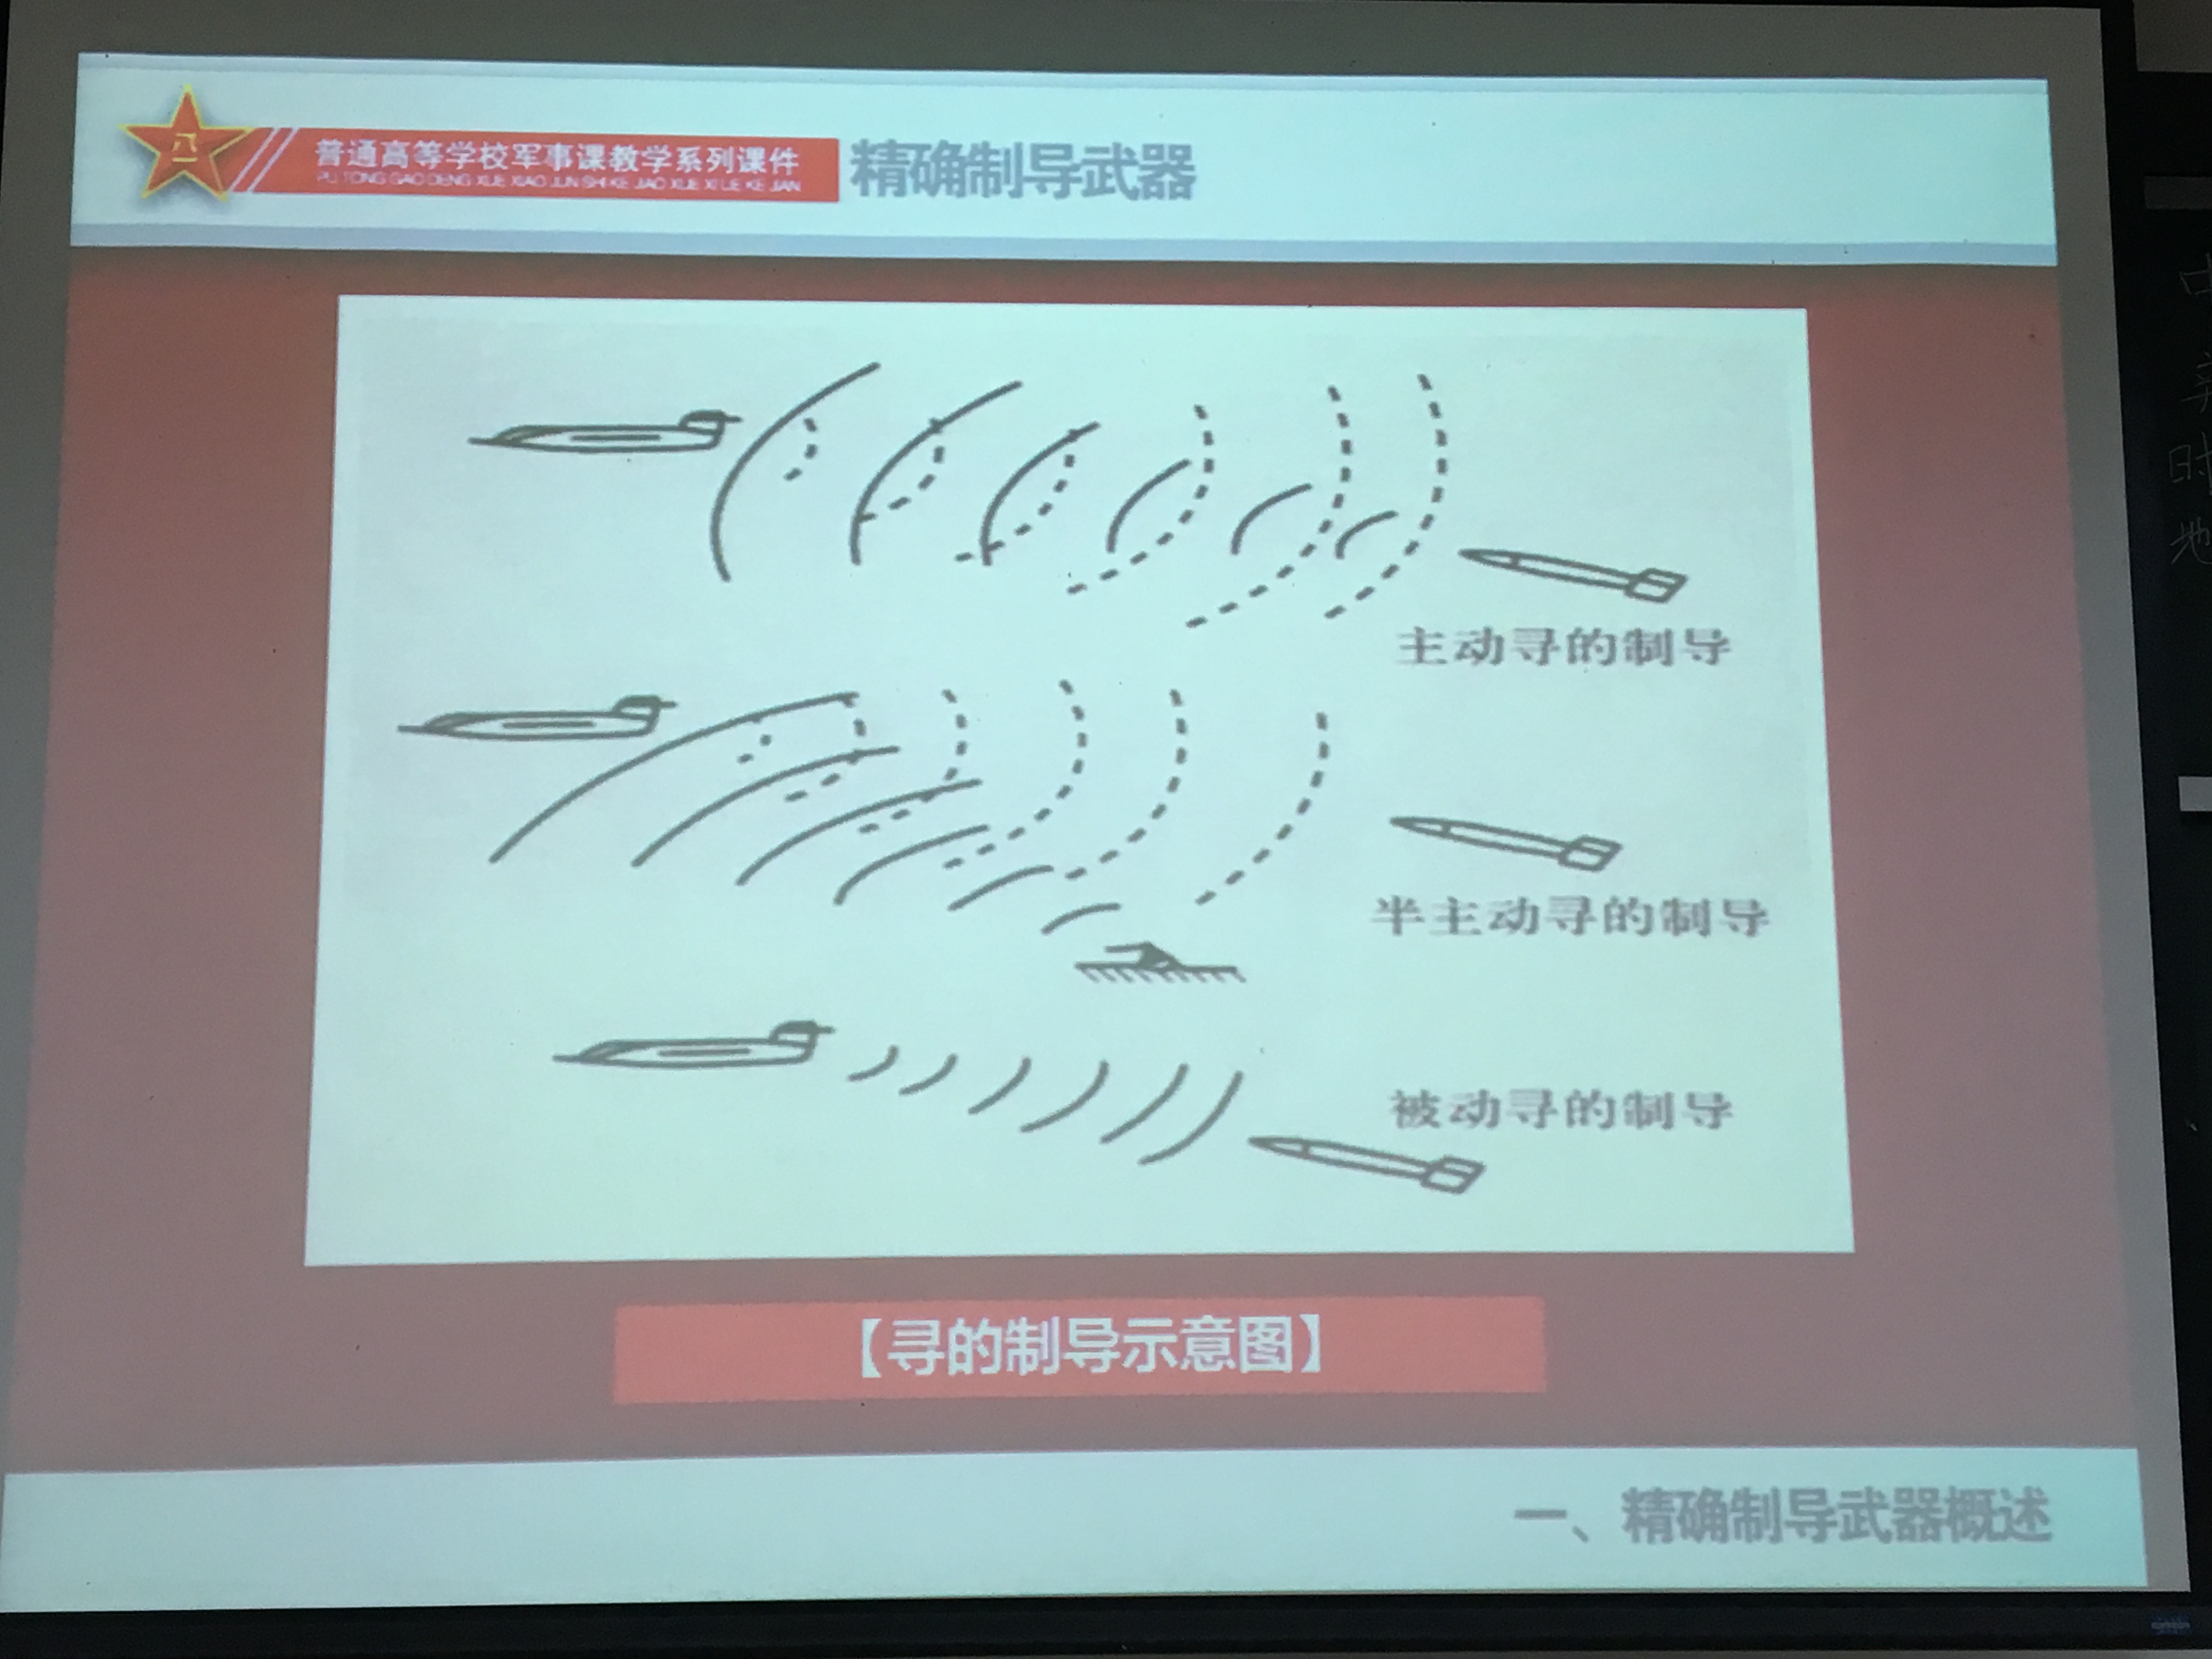 八一
普通高等学校军事课教学系列课件
PU TONG GAO DENG XUE XIAO JUN SHI KE JIAO XUE XI LIE KE JIAN
精确制导武器
主动寻的制导
半主动寻的制导
被动寻的制导
【寻的制导示意图】
一、精确制导武器概述
时
地